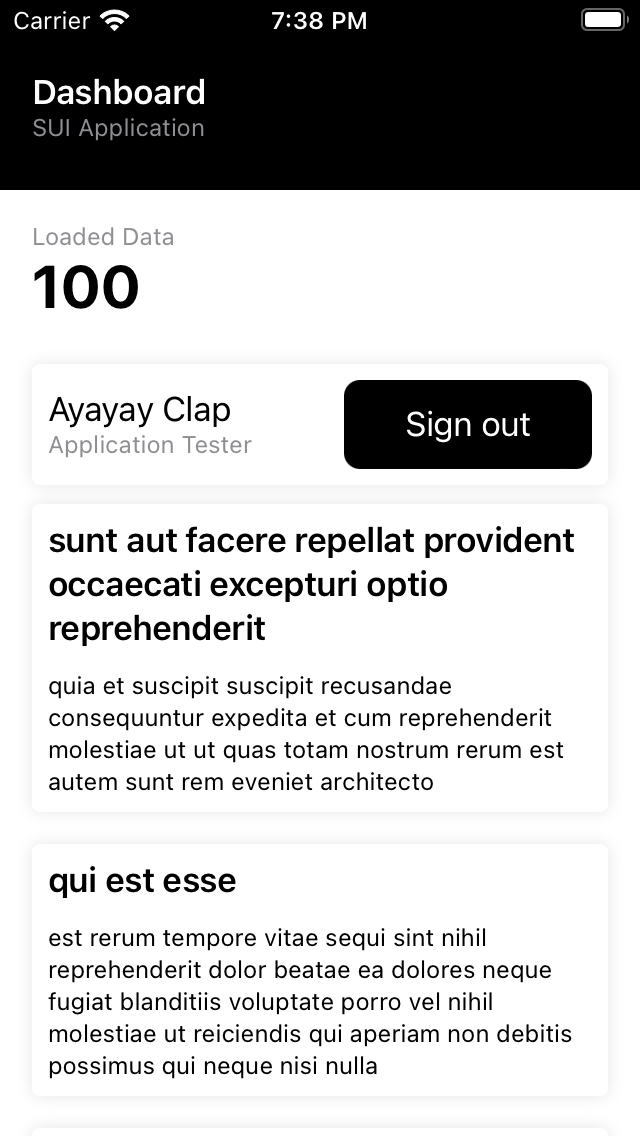 Carrier 7:38 PM
Dashboard
SUI Application
Loaded Data
100
Ayayay Clap
Application Tester
Sign out
sunt aut facere repellat provident
occaecati excepturi optio
reprehenderit
quia et suscipit suscipit recusandae
consequuntur expedita et cum reprehenderit
molestiae ut ut quas totam nostrum rerum est
autem sunt rem eveniet architecto
qui est esse
est rerum tempore vitae sequi sint nihil
reprehenderit dolor beatae ea dolores neque
fugiat blanditiis voluptate porro vel nihil
molestiae ut reiciendis qui aperiam non debitis
possimus qui neque nisi nulla